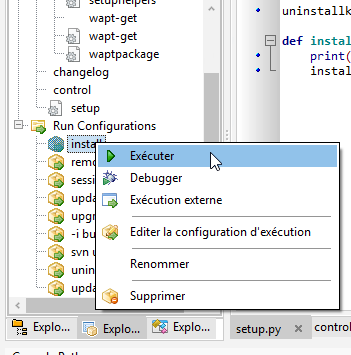 setuphelpers
wapt-get
wapt-get
waptpackage
changelog
control
setup
Run Configurations
install
remo
sessi
upda
upgr
-i bu
svn u
unin
upda
Exécuter
Debugger
Exécution externe
Editer la configuration d'exécution
Renommer
Supprimer
Explo...
Explo...
Explo...
uninstallk
def instal
print(
instal
setup.py
control